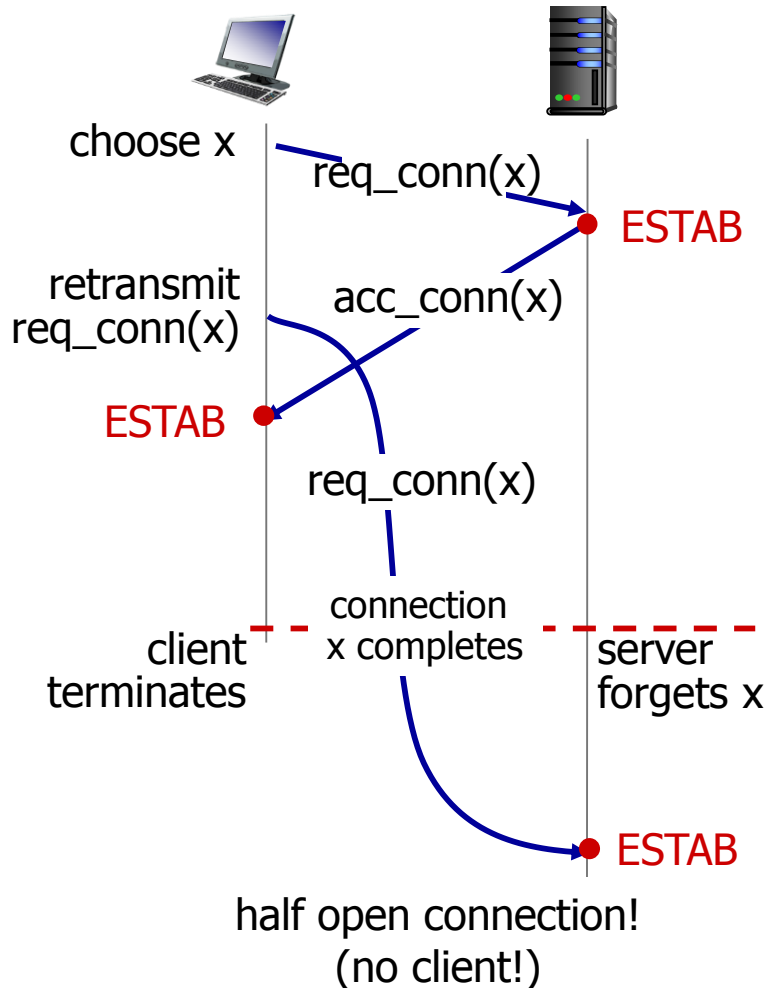 choose x
req_conn(x)
ESTAB
retransmit
req_conn(x)
acc_conn(x)
ESTAB
req_conn(x)
connection
x completes
client
terminates
server
forgets x
ESTAB
half open connection!
(no client!)